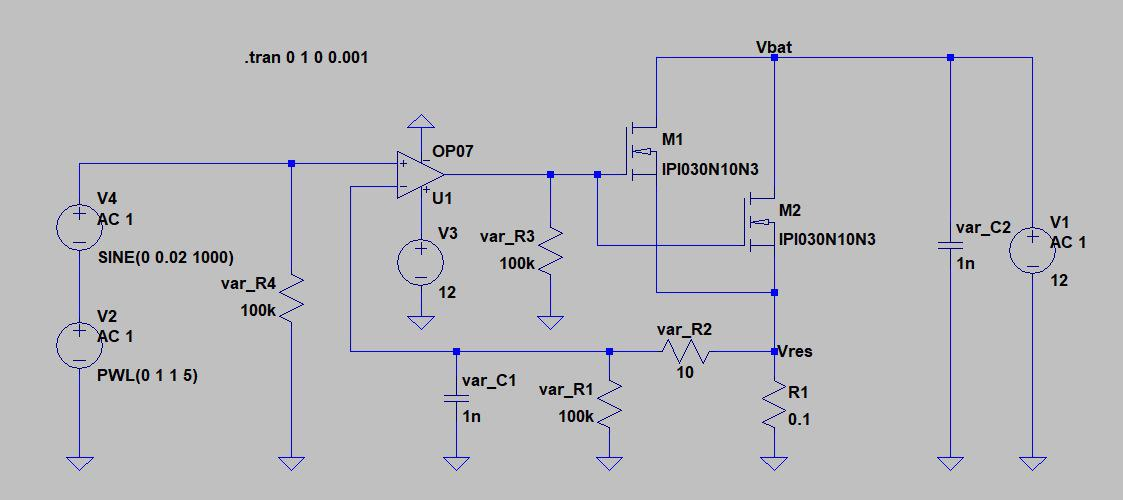 Vbat
.tran 0 1 0 0.001
M1
OP07
IPI030N10N3
U1
V4
AC 1
M2
V3
var_R3
100k
var_C2
1n
V1
AC 1
IPI030N10N3
SINE(0 0.02 1000)
var_R4
100k
12
12
V2
AC 1
var_R2
10
Vres
PWL(0 1 1 5)
var_C1
1n
var_R1
100k
R1
0.1